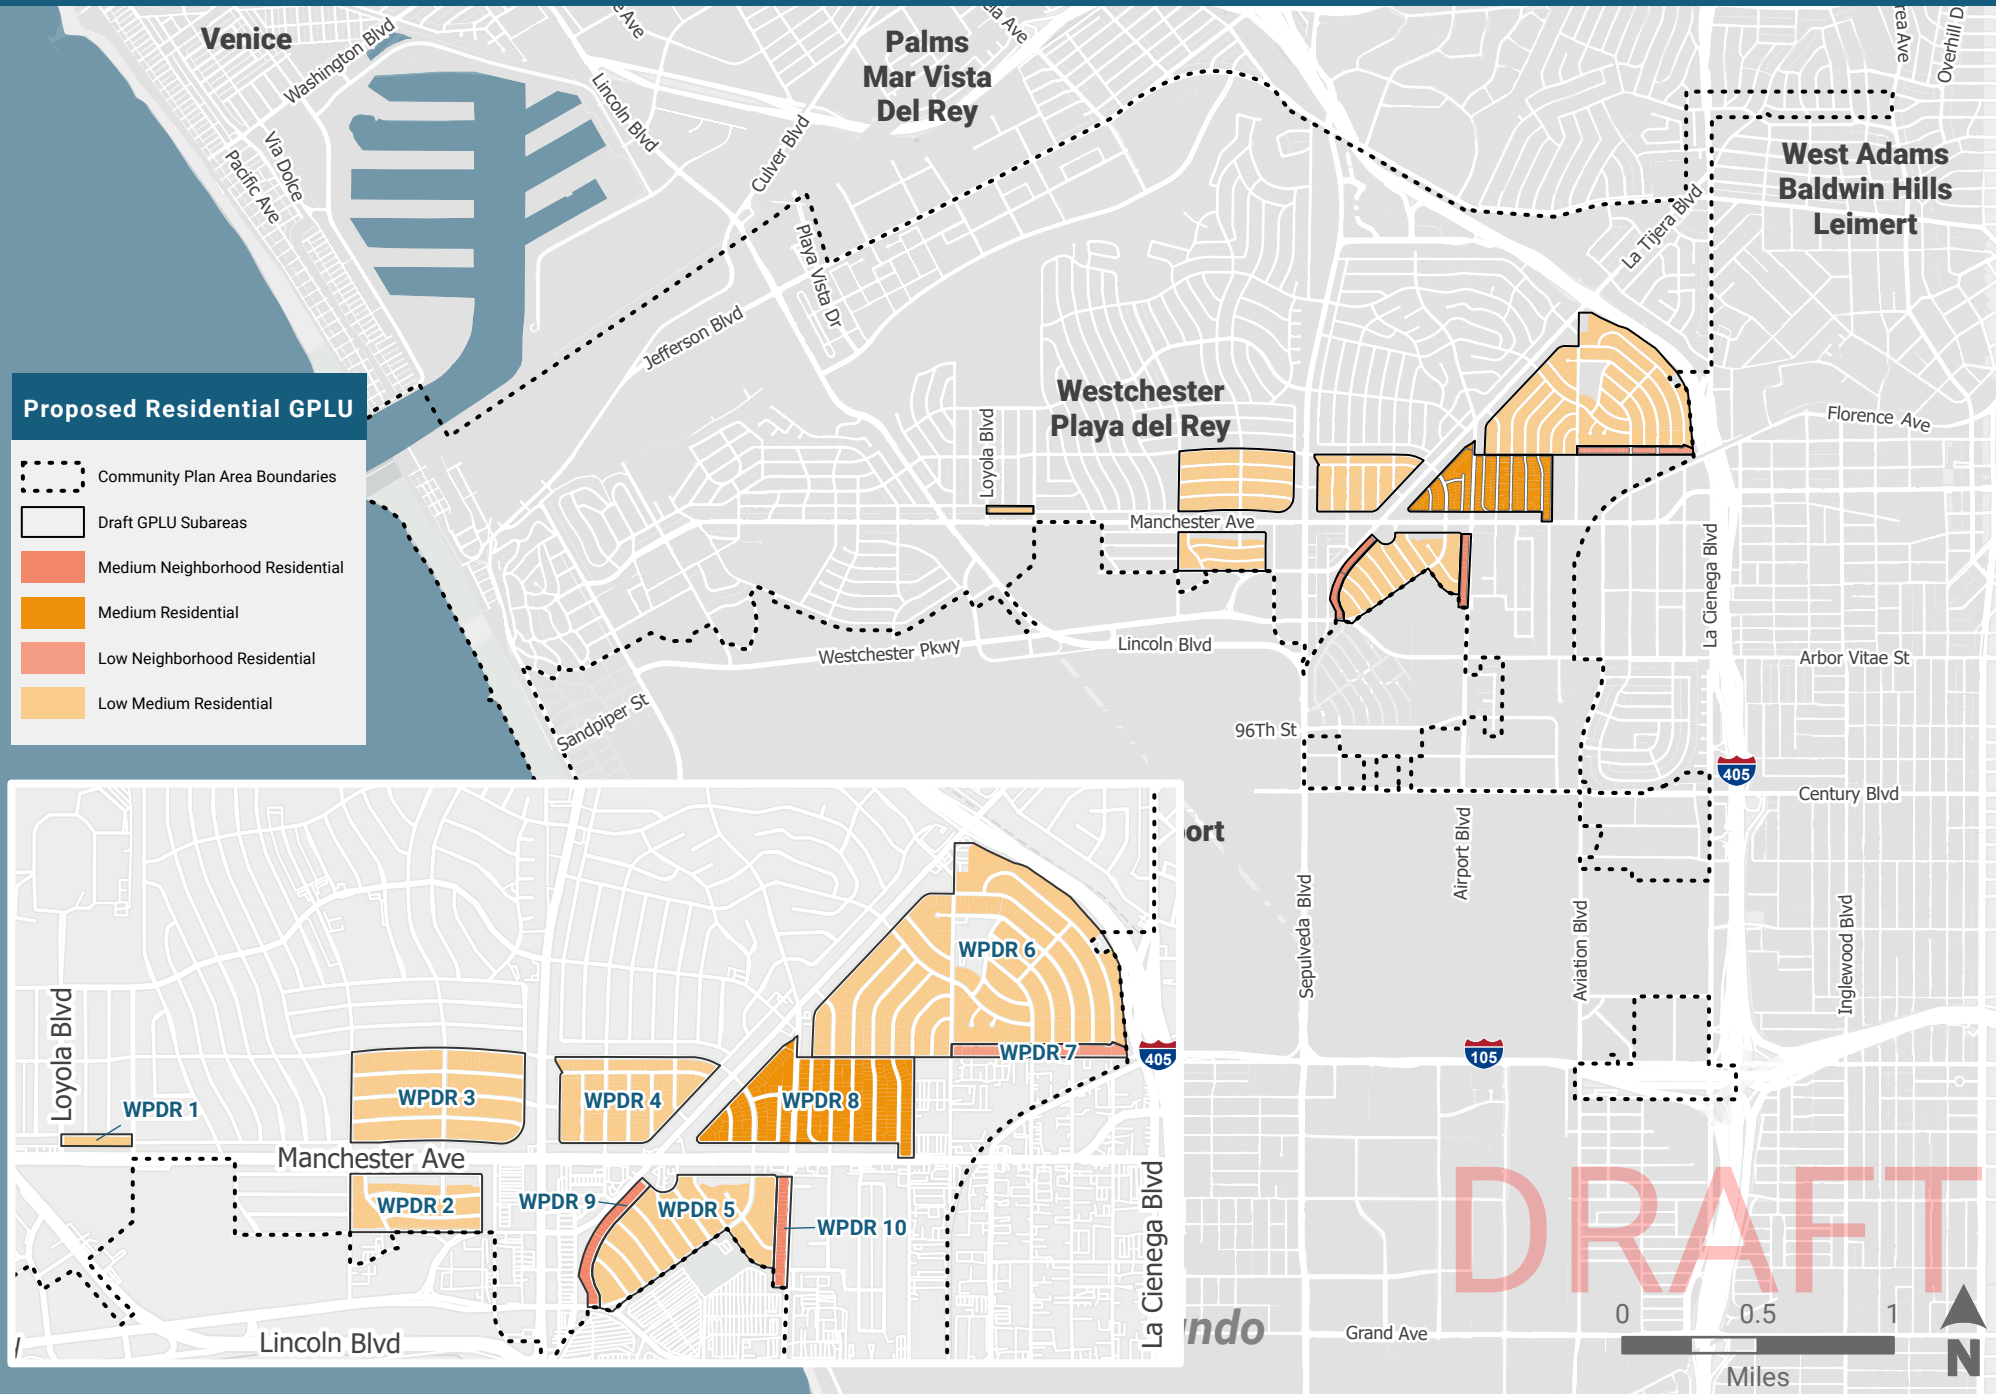 Venice
Washington Blvd
Via Dolce
Pacific Ave
Lincoln Blvd
Palms
Mar Vista
Del Rey
Culver Blvd
Playa Vista Dr
Jefferson Blvd
Overhill D
rea Ave
West Adams
Baldwin Hills
Leimert
La Tijera Blvd
Proposed Residential GPLU
Community Plan Area Boundaries
Draft GPLU Subareas
Medium Neighborhood Residential
Medium Residential
Low Neighborhood Residential
Low Medium Residential
Westchester
Playa del Rey
Loyola Blvd
Manchester Ave
Florence Ave
La Cienega Blvd
Westchester Pkwy
Lincoln Blvd
Arbor Vitae St
Sandpiper St
96Th St
405
Century Blvd
ort
Airport Blvd
Sepulveda Blvd
Aviation Blvd
Inglewood Blvd
105
WPDR 6
WPDR 7
405
Loyola Blvd
WPDR 1
WPDR 3
WPDR 4
WPDR 8
Manchester Ave
WPDR 2
WPDR 9
WPDR 5
WPDR 10
La Cienega Blvd
Lincoln Blvd
ndo
Grand Ave
DRAFT
0 0.5 1
Miles
N